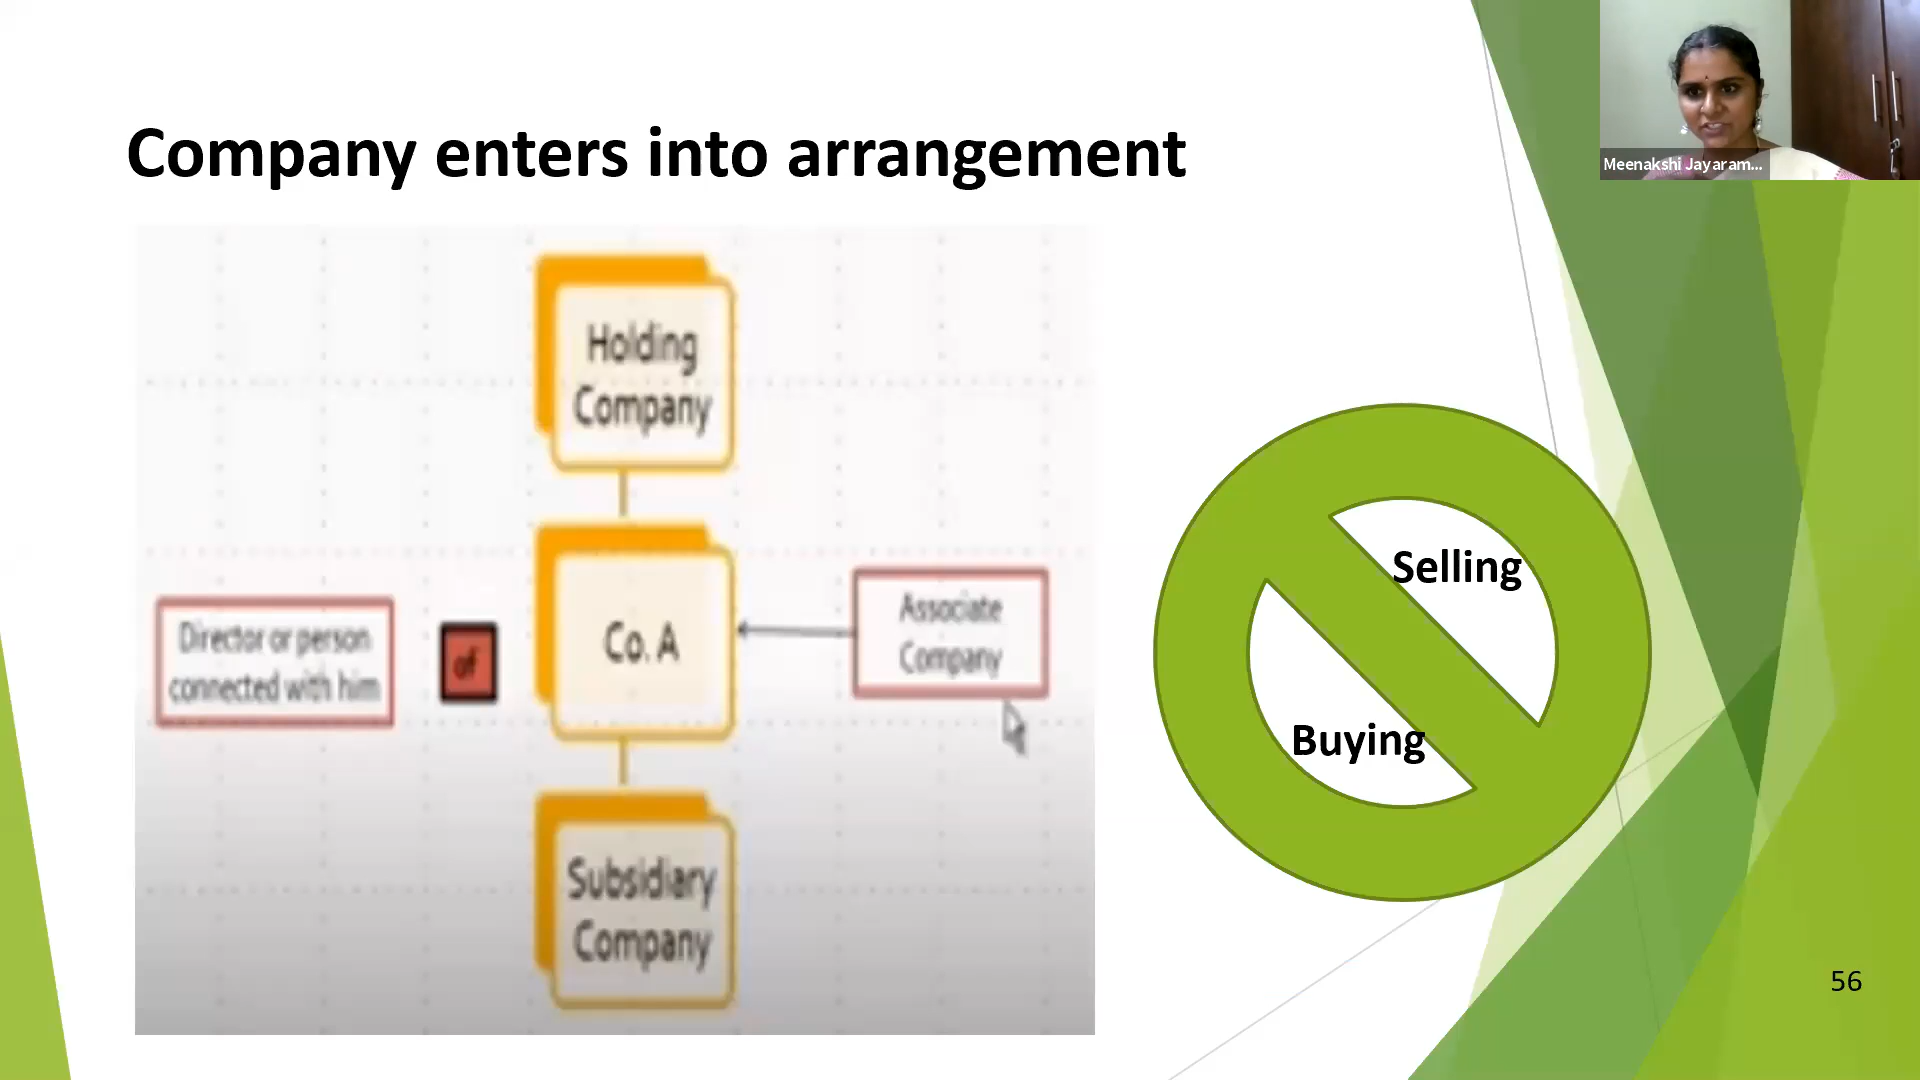 Meenakshi Jayaram...
Company enters into arrangement
Holding
Company
Director or person
connected with him
of
Co. A
Associate
Company
Subsidiary
Company
Selling
Buying
56